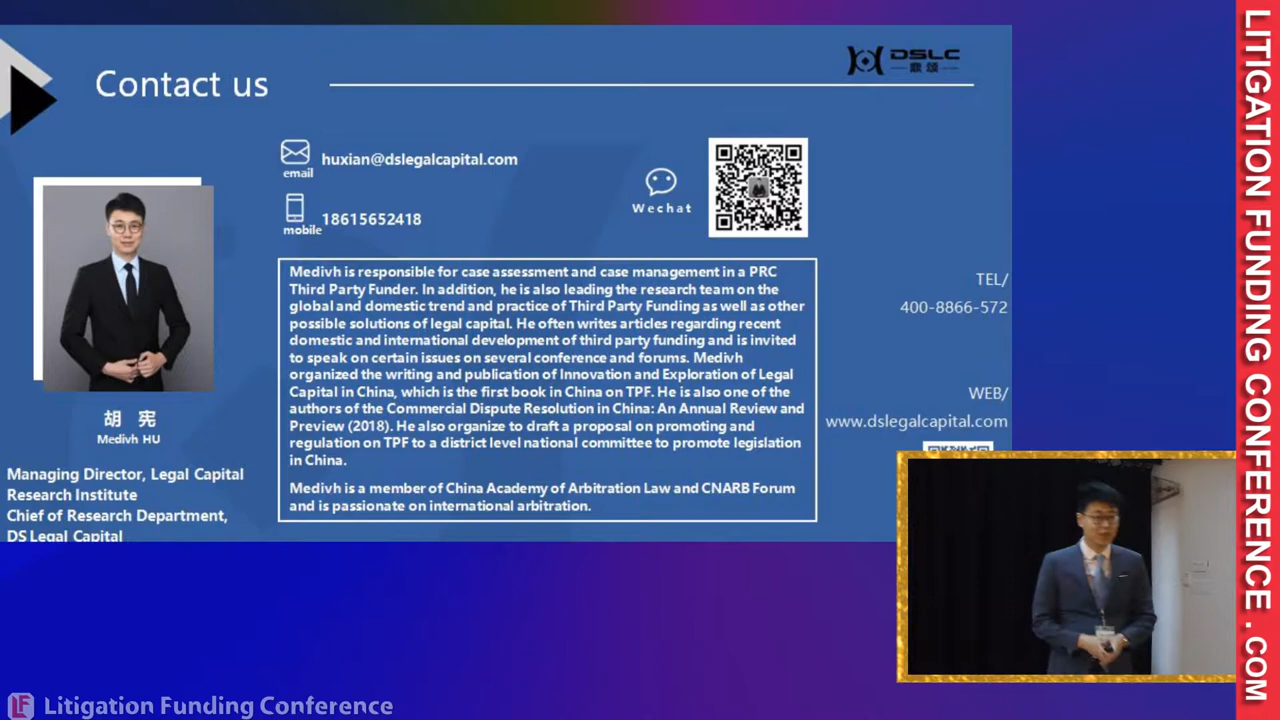 Contact us
DSLC
鼎颂
email
huxian@dslegalcapital.com
mobile
18615652418
Wechat
胡 宪
Medivh HU
Managing Director, Legal Capital
Research Institute
Chief of Research Department,
DS Legal Capital
Medivh is responsible for case assessment and case management in a PRC
Third Party Funder. In addition, he is also leading the research team on the
global and domestic trend and practice of Third Party Funding as well as other
possible solutions of legal capital. He often writes articles regarding recent
domestic and international development of third party funding and is invited
to speak on certain issues on several conference and forums. Medivh
organized the writing and publication of Innovation and Exploration of Legal
Capital in China, which is the first book in China on TPF. He is also one of the
authors of the Commercial Dispute Resolution in China: An Annual Review and
Preview (2018). He also organize to draft a proposal on promoting and
regulation on TPF to a district level national committee to promote legislation
in China.
Medivh is a member of China Academy of Arbitration Law and CNARB Forum
and is passionate on international arbitration.
TEL/
400-8866-572
WEB/
www.dslegalcapital.com
LF Litigation Funding Conference
LITIGATION FUNDING CONFERENCE . COM